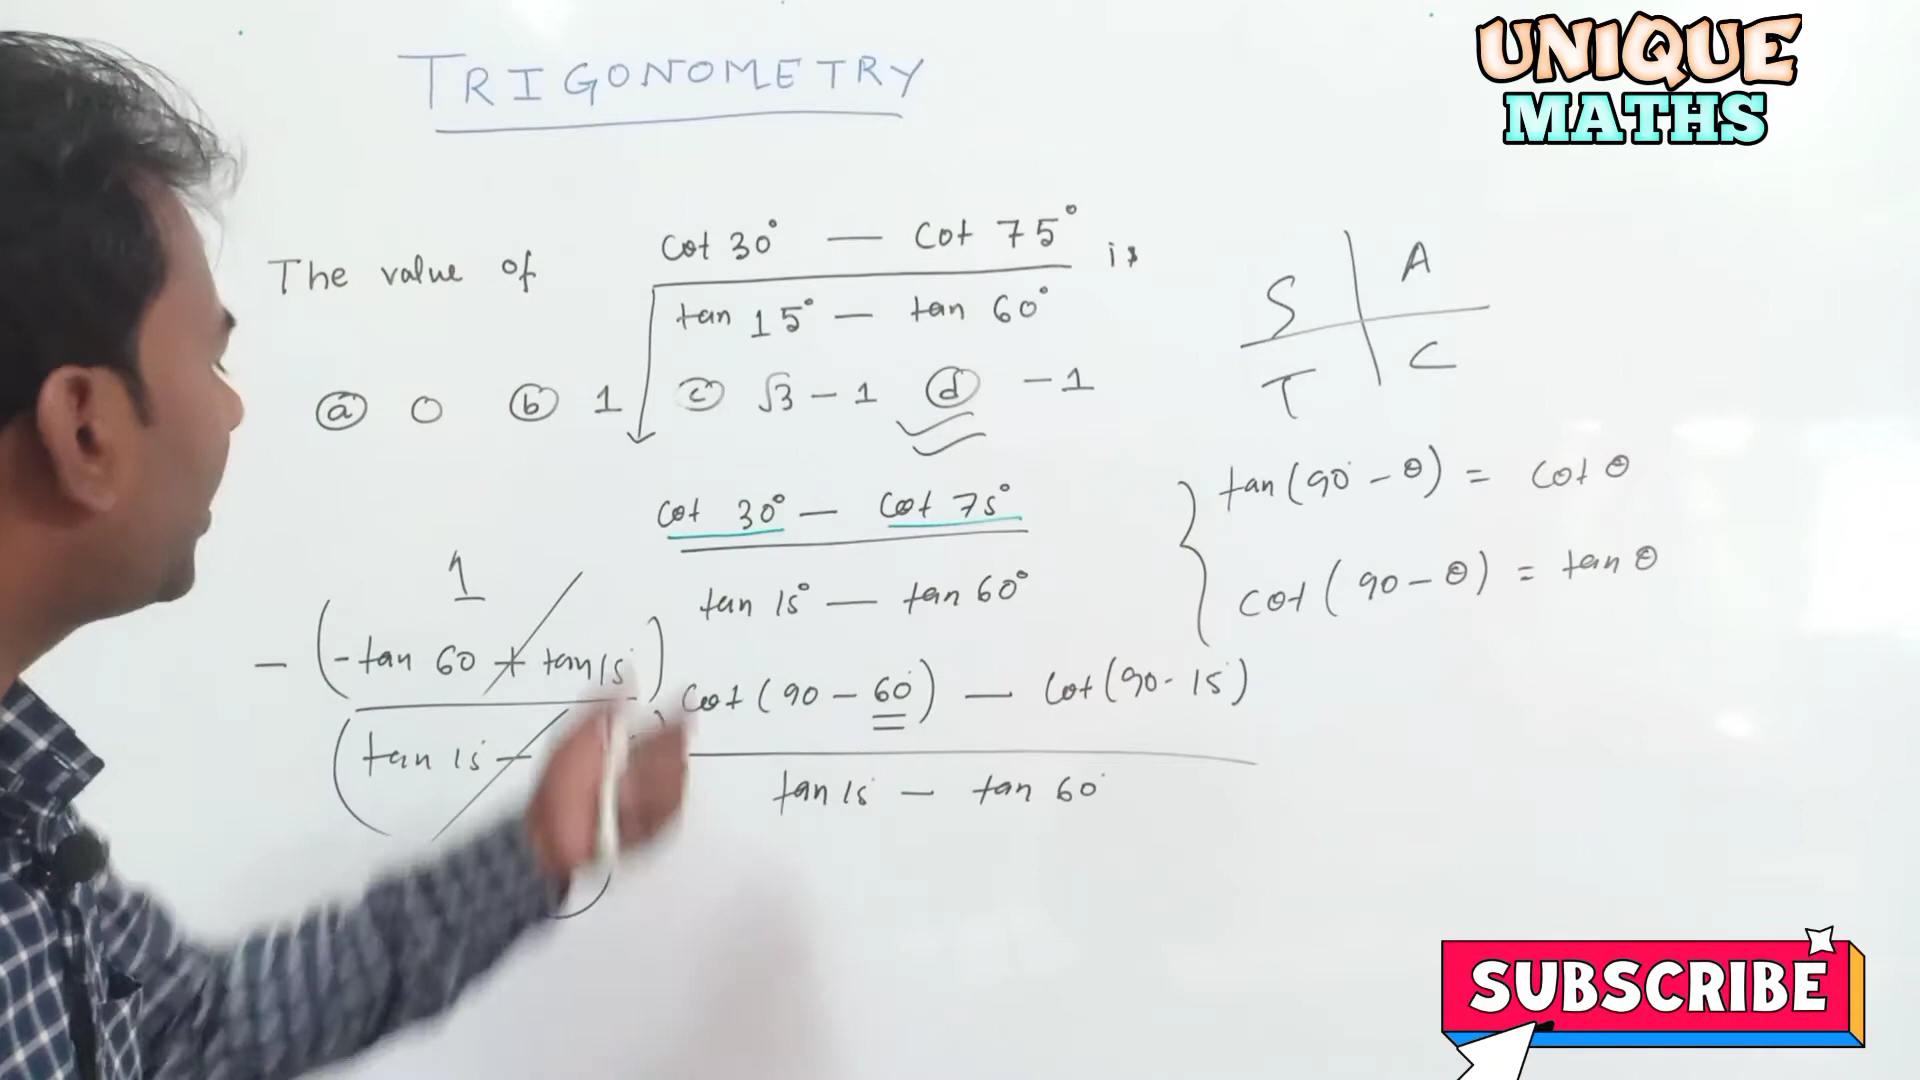 TRIGONOMETRY
UNIQUE
MATHS
The value of cot 30° — cot 75° is
tan 15° — tan 60°
ⓐ 0 ⓑ 1 ⓒ √3 - 1 ⓓ -1
S A
T C
cot 30° — cot 75°
tan 15° — tan 60°
tan(90° - θ) = cot θ
cot(90 - θ) = tan θ
1
- (-tan 60 + tan 15°)
(tan 15 -
cot(90 - 60°) — cot(90 - 15°)
tan 15° — tan 60°
SUBSCRIBE